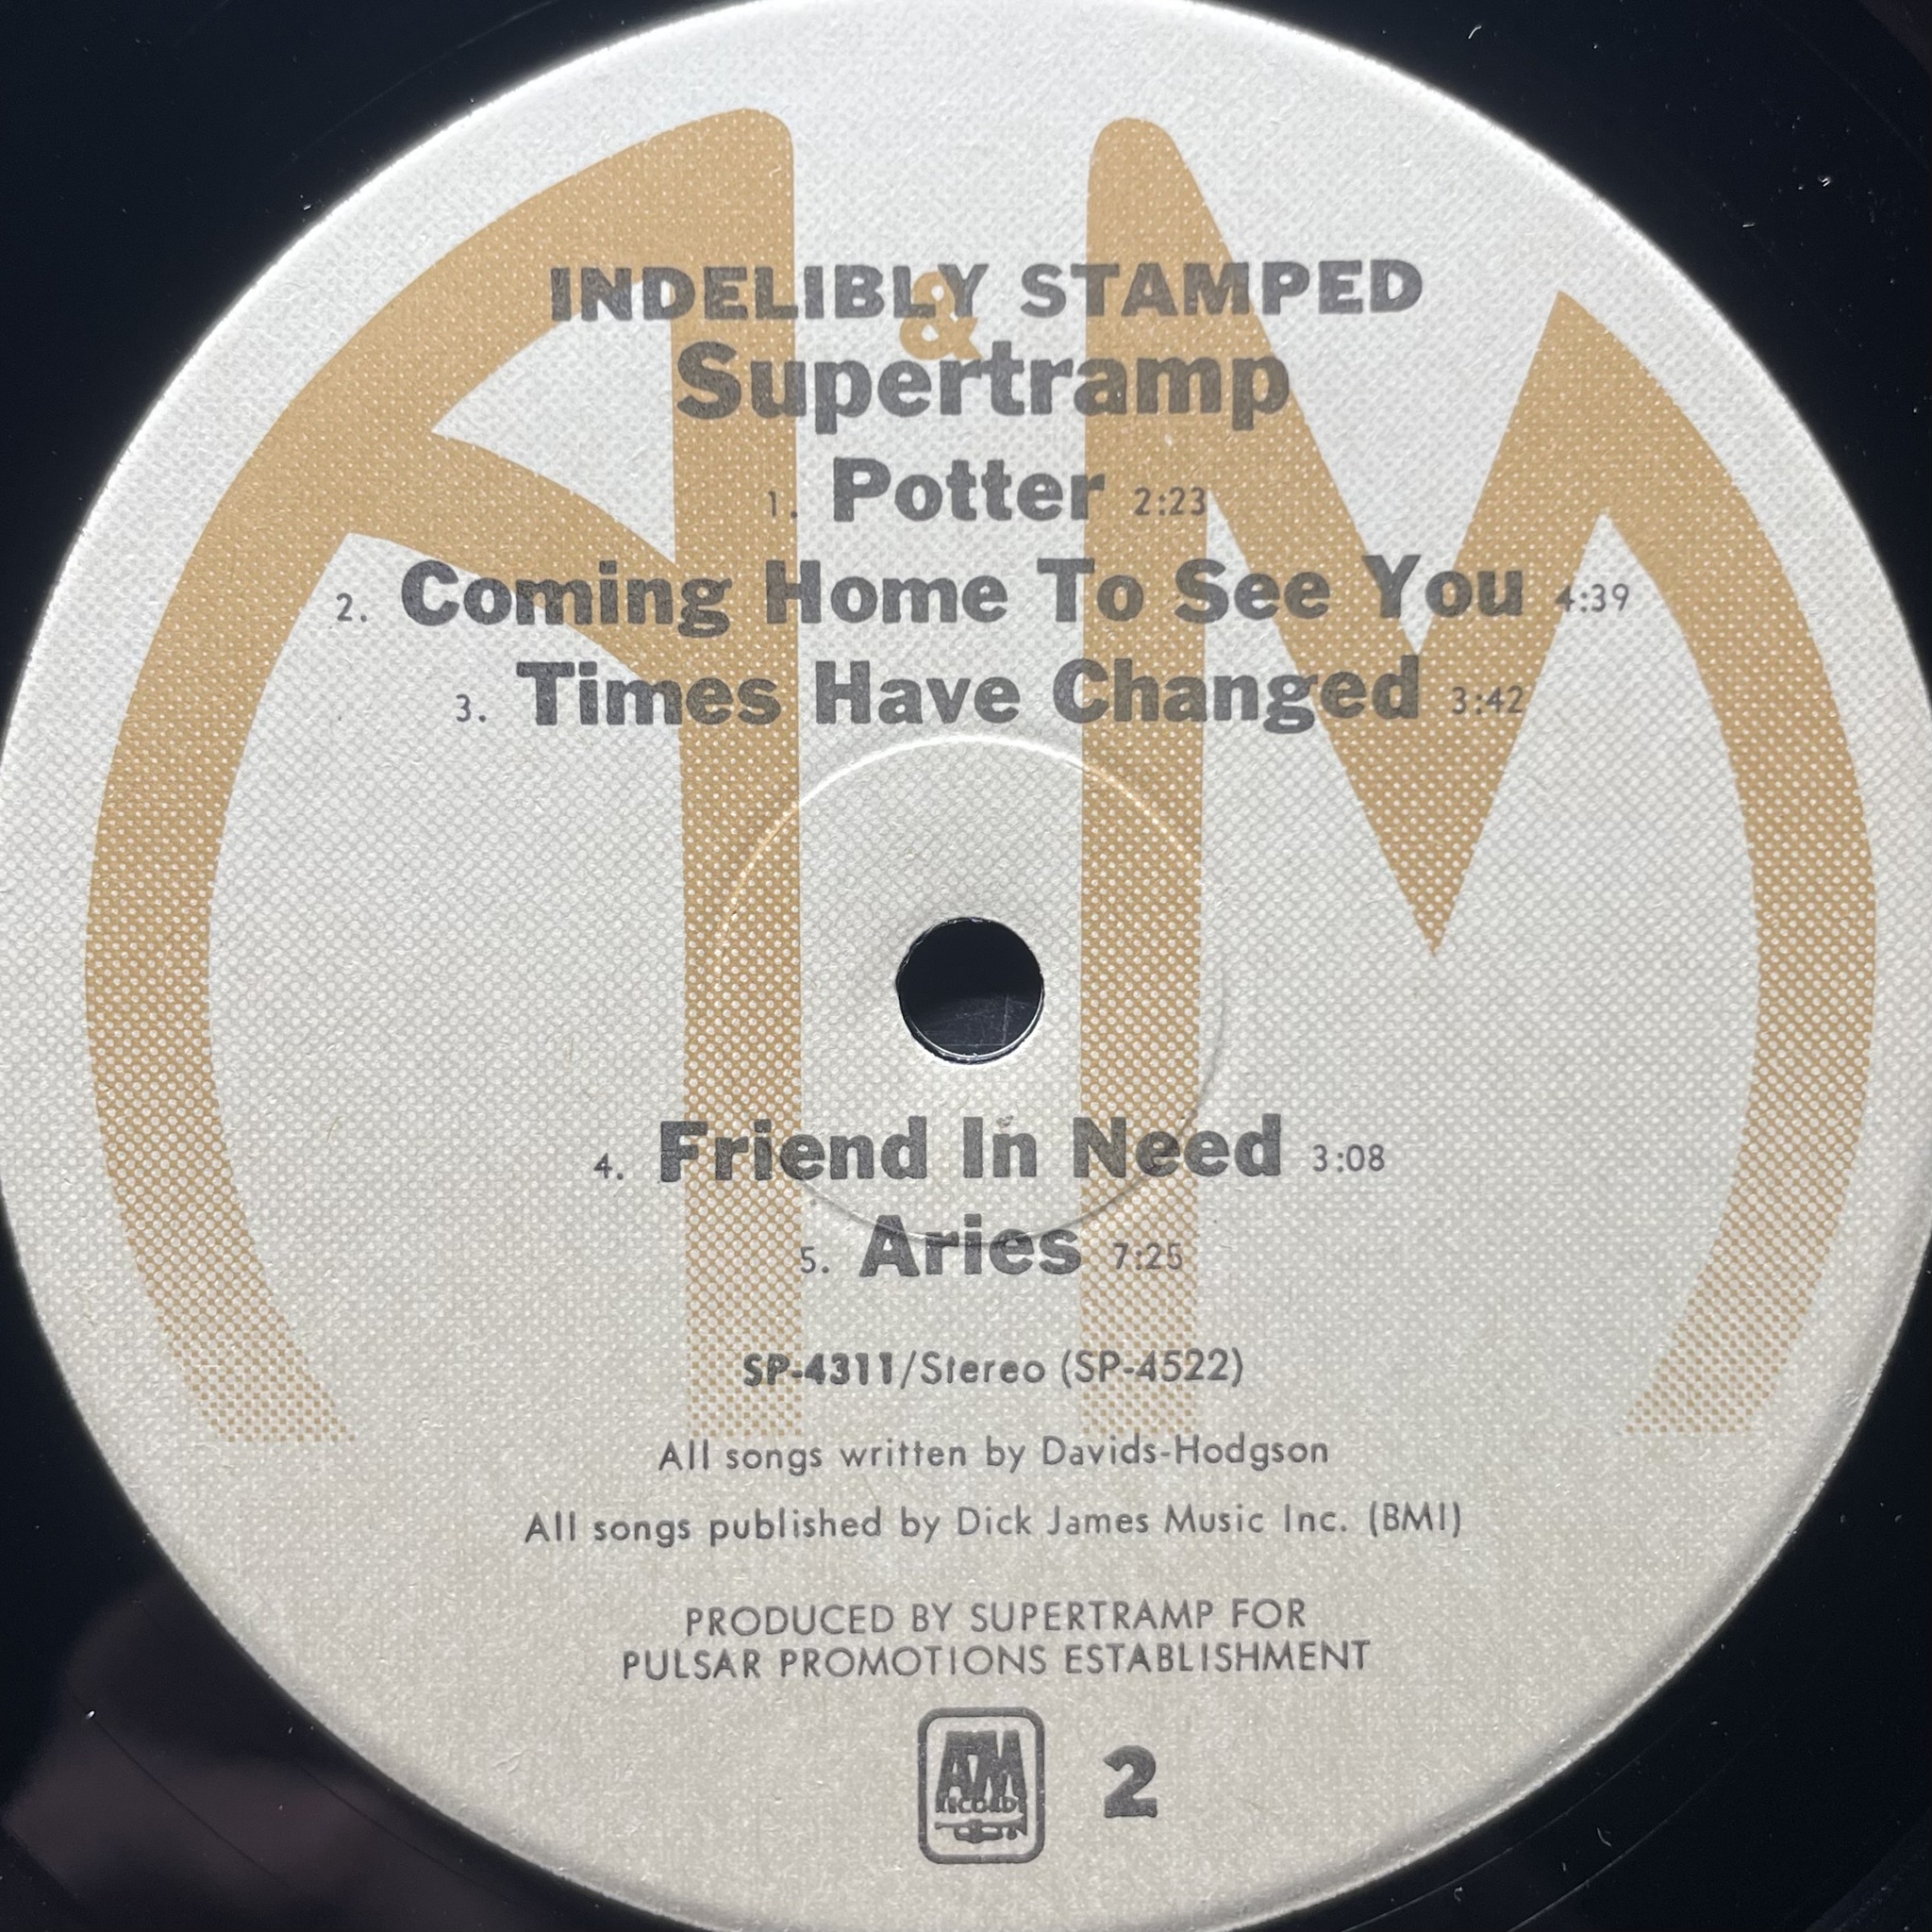 A & M
INDELIBLY STAMPED
Supertramp
1. Potter 2:23
2. Coming Home To See You 4:39
3. Times Have Changed 3:42
4. Friend In Need 3:08
5. Aries 7:25
SP-4311/Stereo (SP-4522)
All songs written by Davids-Hodgson
All songs published by Dick James Music Inc. (BMI)
PRODUCED BY SUPERTRAMP FOR
PULSAR PROMOTIONS ESTABLISHMENT
A&M 2
RECORDS